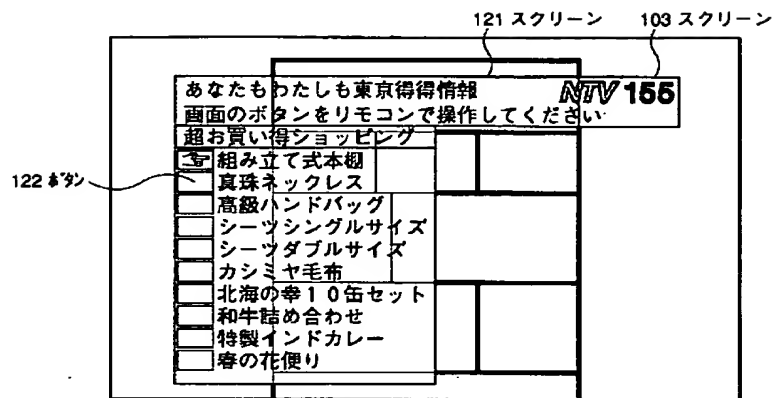 121 スクリーン 103 スクリーン
あなたもわたしも東京得得情報 NTV 155
画面のボタンをリモコンで操作してください
超お買い得ショッピング
組み立て式本棚
122 ボタン
真珠ネックレス
高級ハンドバッグ
シーツシングルサイズ
シーツダブルサイズ
カシミヤ毛布
北海の幸10缶セット
和牛詰め合わせ
特製インドカレー
春の花便り